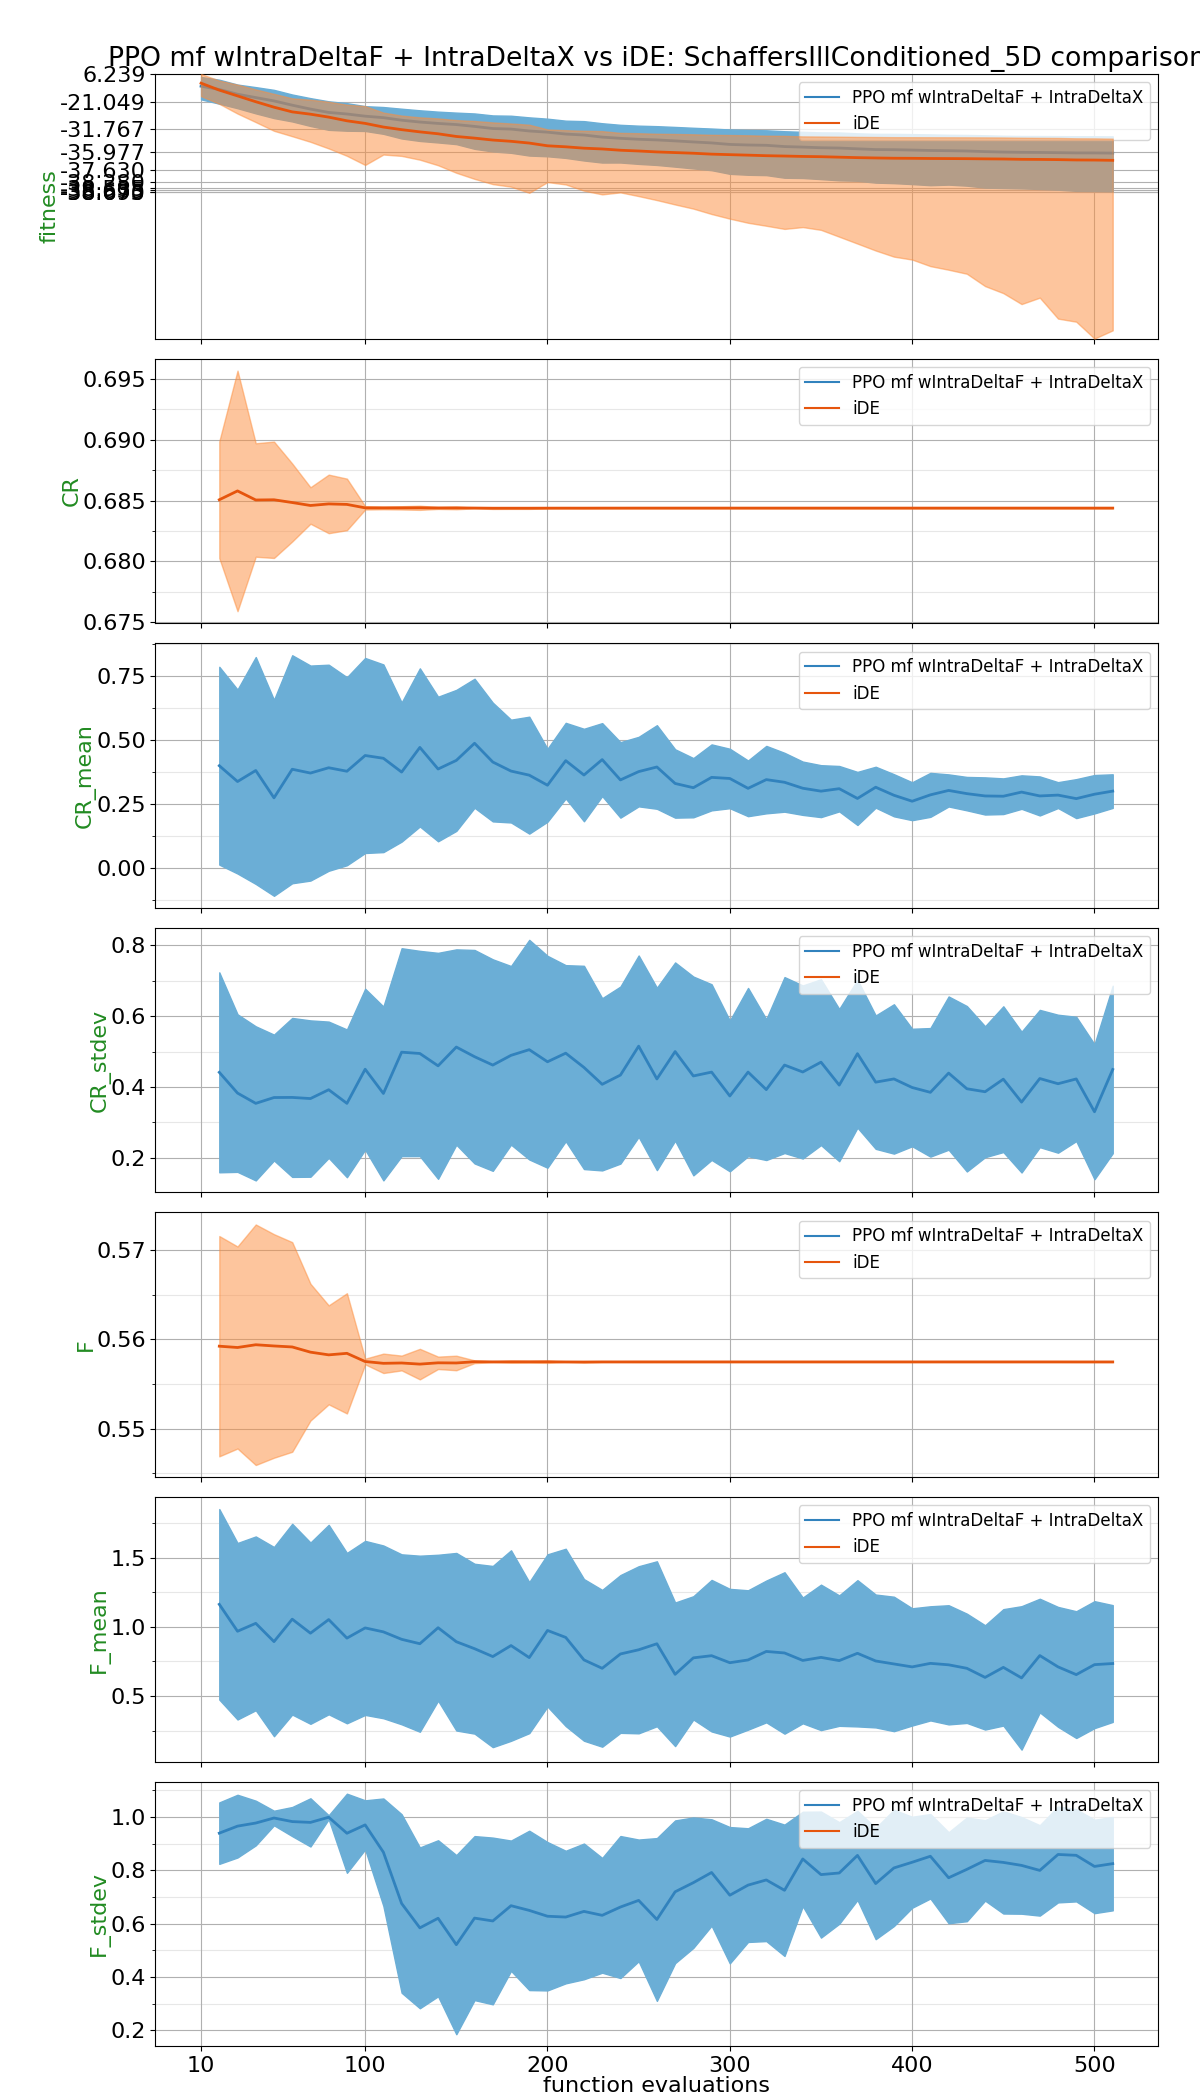 PPO mf wIntraDeltaF + IntraDeltaX vs iDE: SchaffersIllConditioned_5D comparison
6.239
-21.049
-31.767
-35.977
-37.630
fitness
PPO mf wIntraDeltaF + IntraDeltaX
iDE
0.695
0.690
0.685
0.680
0.675
CR
PPO mf wIntraDeltaF + IntraDeltaX
iDE
0.75
0.50
0.25
0.00
CR_mean
PPO mf wIntraDeltaF + IntraDeltaX
iDE
0.8
0.6
0.4
0.2
CR_stdev
PPO mf wIntraDeltaF + IntraDeltaX
iDE
0.57
0.56
0.55
F
PPO mf wIntraDeltaF + IntraDeltaX
iDE
1.5
1.0
0.5
F_mean
PPO mf wIntraDeltaF + IntraDeltaX
iDE
1.0
0.8
0.6
0.4
0.2
F_stdev
PPO mf wIntraDeltaF + IntraDeltaX
iDE
10 100 200 300 400 500
function evaluations